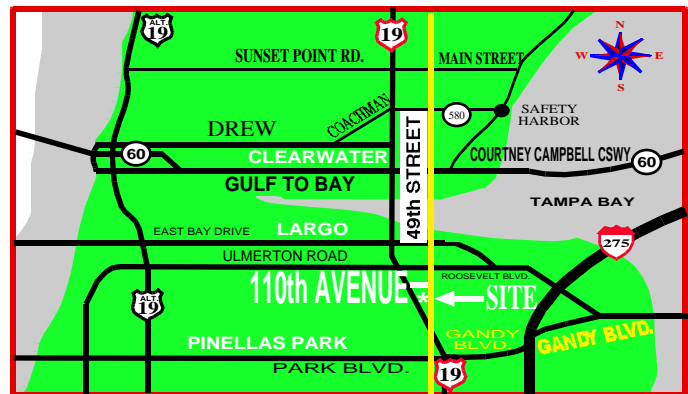 ALT.
19
19
N
W E
S
SUNSET POINT RD.
MAIN STREET
COACHMAN
580
SAFETY
HARBOR
DREW
60
CLEARWATER
COURTNEY CAMPBELL CSWY
60
GULF TO BAY
49th STREET
TAMPA BAY
EAST BAY DRIVE
LARGO
275
ULMERTON ROAD
ROOSEVELT BLVD.
110th AVENUE
* SITE
ALT.
19
GANDY
BLVD.
GANDY BLVD.
PINELLAS PARK
PARK BLVD.
19